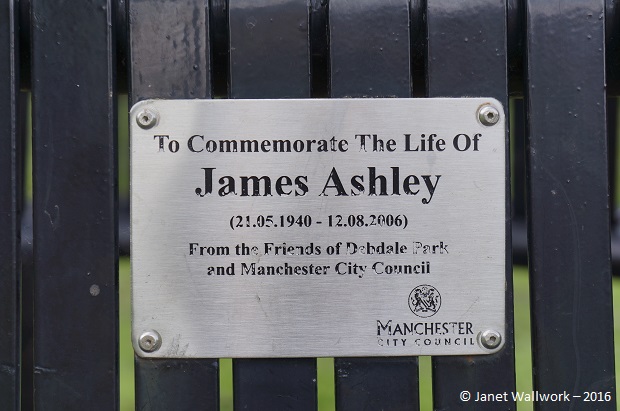 To Commemorate The Life Of
James Ashley
(21.05.1940 - 12.08.2006)
From the Friends of Debdale Park
and Manchester City Council
MANCHESTER
CITY COUNCIL
© Janet Wallwork – 2016